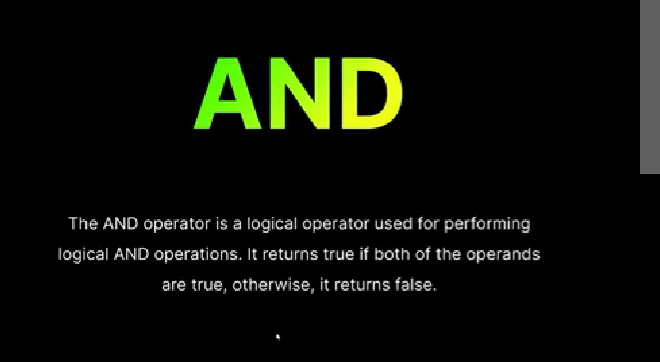 AND
The AND operator is a logical operator used for performing
logical AND operations. It returns true if both of the operands
are true, otherwise, it returns false.